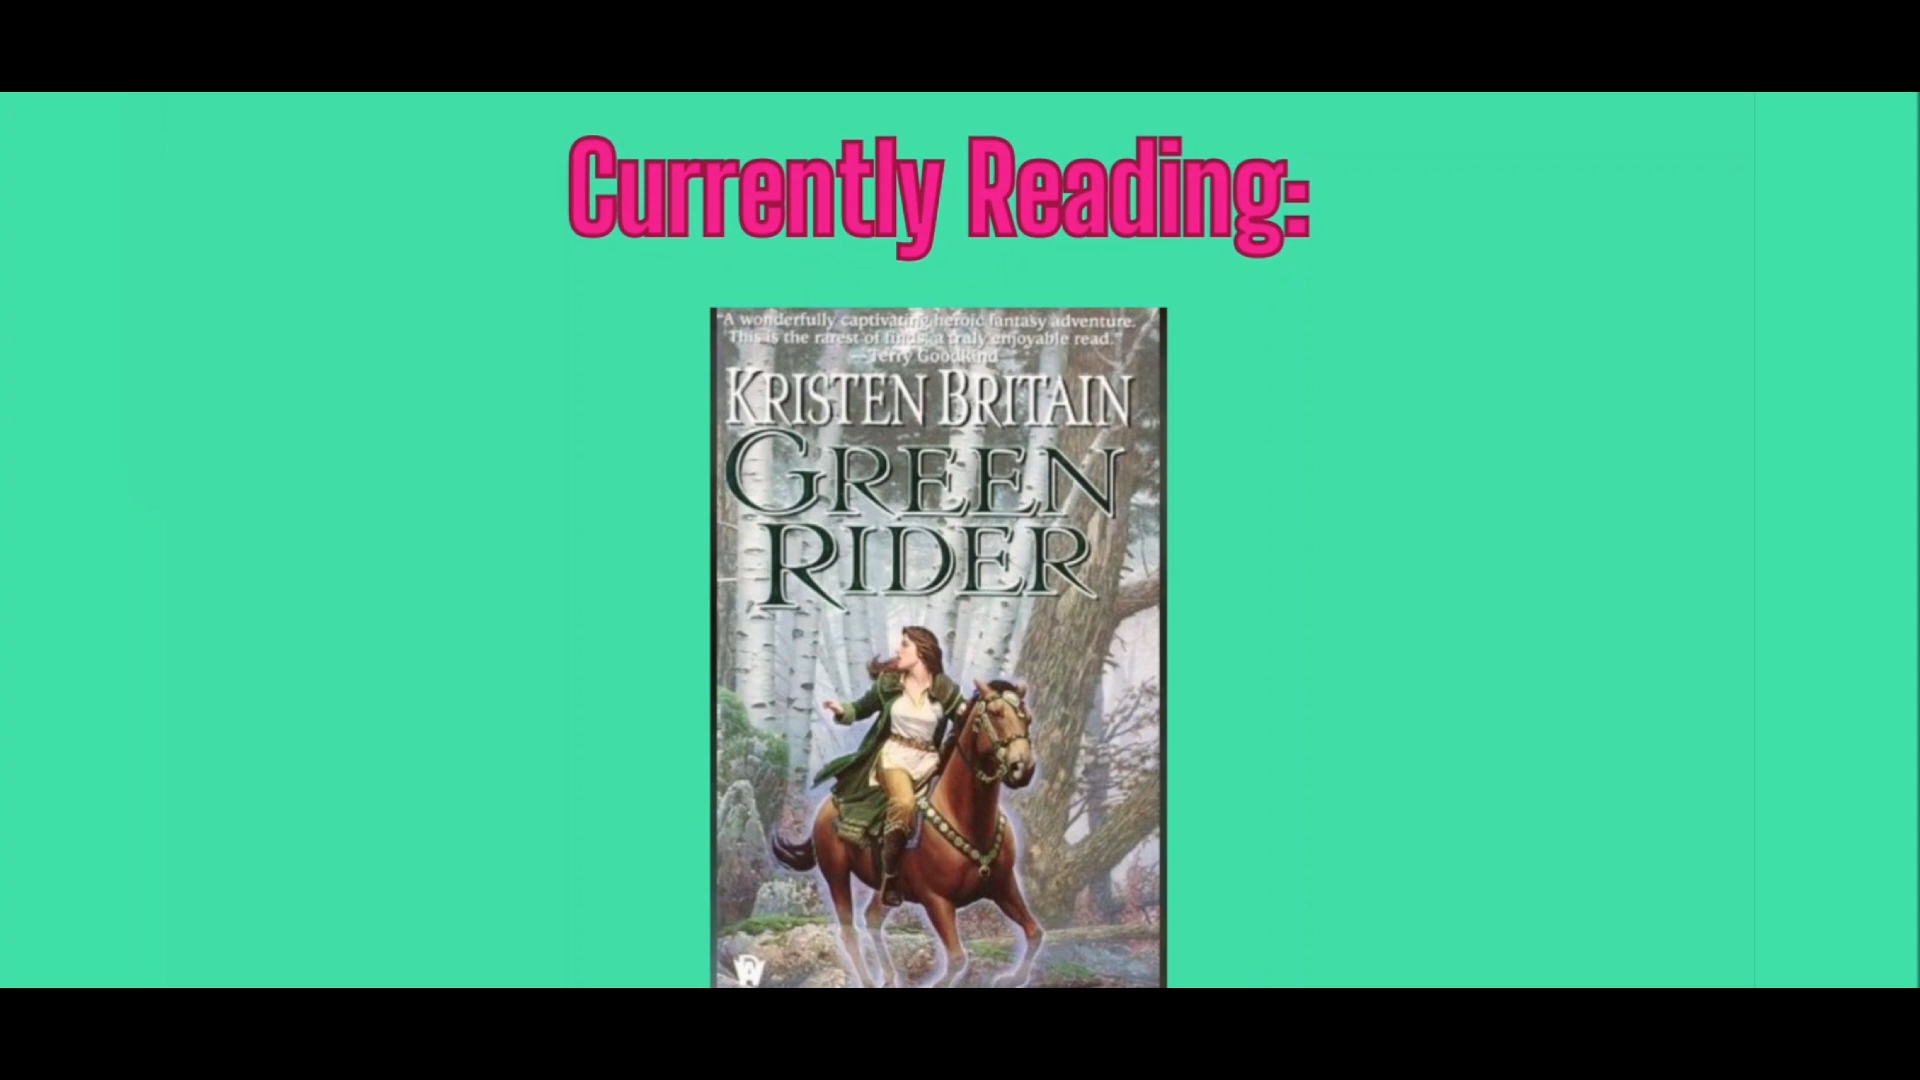 Currently Reading:
"A wonderfully captivating heroic fantasy adventure.
This is the rarest of finds, a truly enjoyable read."
—Terry Goodkind
KRISTEN BRITAIN
GREEN
RIDER